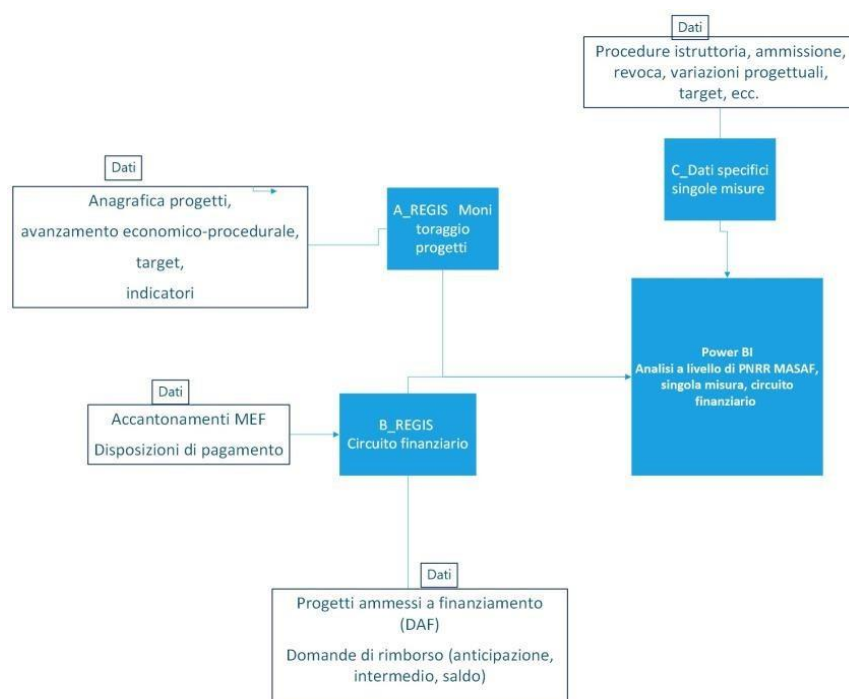 Dati
Procedure istruttoria, ammissione,
revoca, variazioni progettuali,
target, ecc.
C_Dati specifici
singole misure
Dati
Anagrafica progetti,
avanzamento economico-procedurale,
target,
indicatori
A_REGIS Moni
toraggio
progetti
Power BI
Analisi a livello di PNRR MASAF,
singola misura, circuito
finanziario
Dati
Accantonamenti MEF
Disposizioni di pagamento
B_REGIS
Circuito finanziario
Dati
Progetti ammessi a finanziamento
(DAF)
Domande di rimborso (anticipazione,
intermedio, saldo)